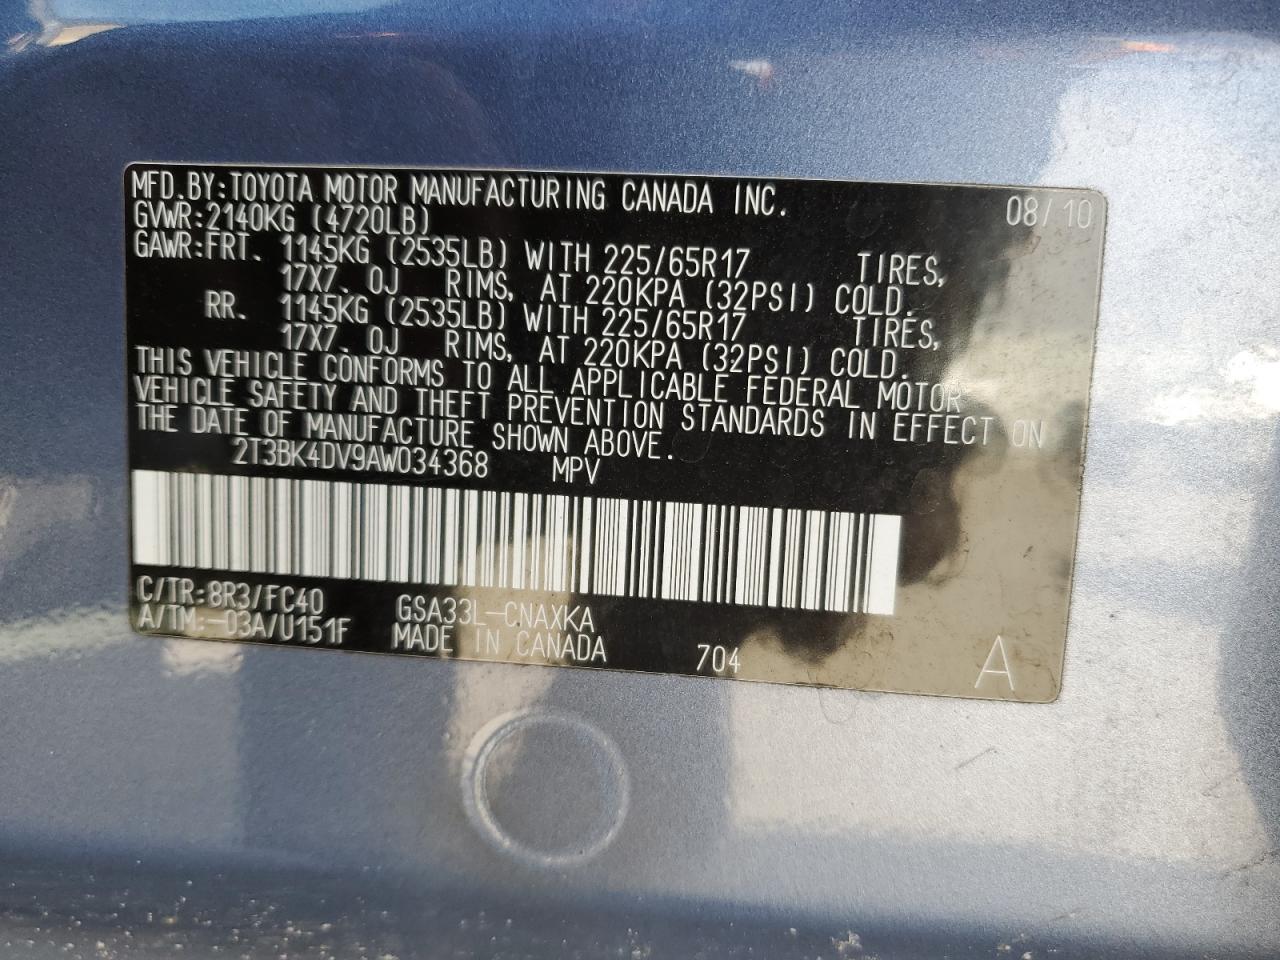 MFD.BY:TOYOTA MOTOR MANUFACTURING CANADA INC. 08/10
GVWR:2140KG (4720LB)
GAWR:FRT. 1145KG (2535LB) WITH 225/65R17 TIRES,
17X7.0J RIMS, AT 220KPA (32PSI) COLD.
RR. 1145KG (2535LB) WITH 225/65R17 TIRES,
17X7.0J RIMS, AT 220KPA (32PSI) COLD.
THIS VEHICLE CONFORMS TO ALL APPLICABLE FEDERAL MOTOR
VEHICLE SAFETY AND THEFT PREVENTION STANDARDS IN EFFECT ON
THE DATE OF MANUFACTURE SHOWN ABOVE.
2T3BK4DV9AW034368 MPV
C/TR:8R3/FC40 GSA33L-CNAXKA
A/TM:-03A/U151F MADE IN CANADA 704 A